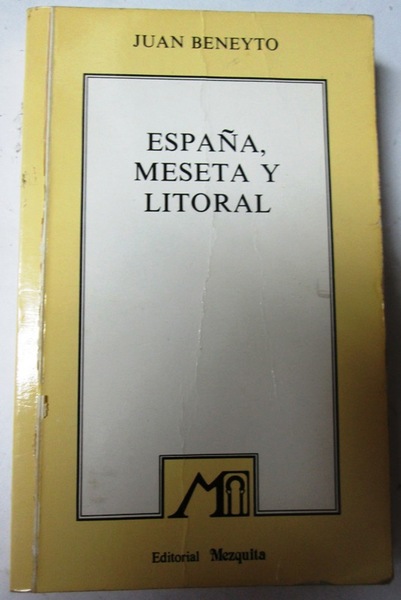 JUAN BENEYTO
ESPAÑA,
MESETA Y
LITORAL
M
Editorial Mezquita